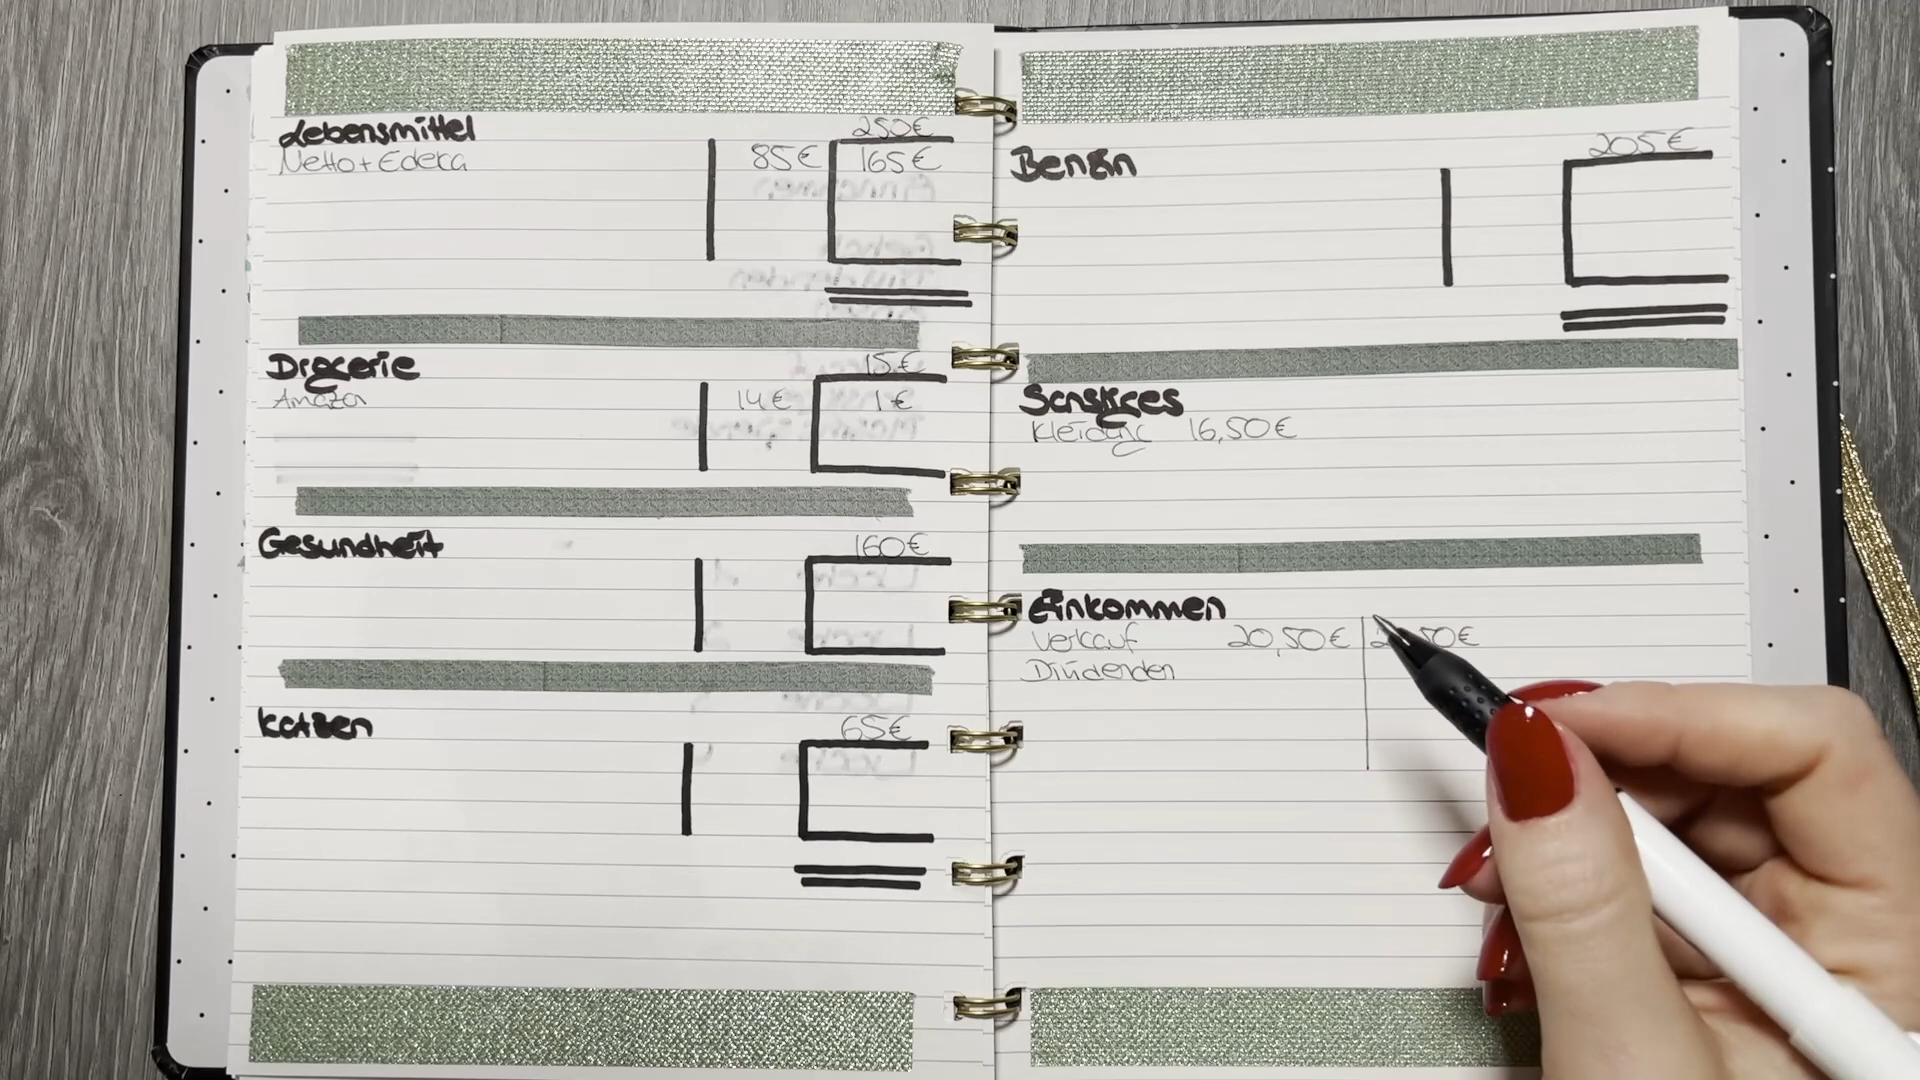 Lebensmittel 250€
Netto+Edeka 85€ 165€
Drogerie 15€
Amazon 14€ 1€
Gesundheit 160€
Katzen 65€
Benzin 205€
Sonstiges
Kleidung 16,50€
Einkommen
Verkauf 20,50€
Dividenden